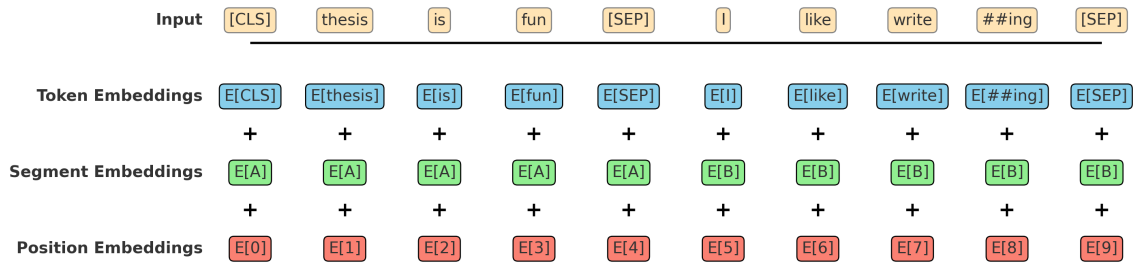 Input [CLS] thesis is fun [SEP] I like write ##ing [SEP]
Token Embeddings E[CLS] E[thesis] E[is] E[fun] E[SEP] E[I] E[like] E[write] E[##ing] E[SEP]
+ + + + + + + + + +
Segment Embeddings E[A] E[A] E[A] E[A] E[A] E[B] E[B] E[B] E[B] E[B]
+ + + + + + + + + +
Position Embeddings E[0] E[1] E[2] E[3] E[4] E[5] E[6] E[7] E[8] E[9]